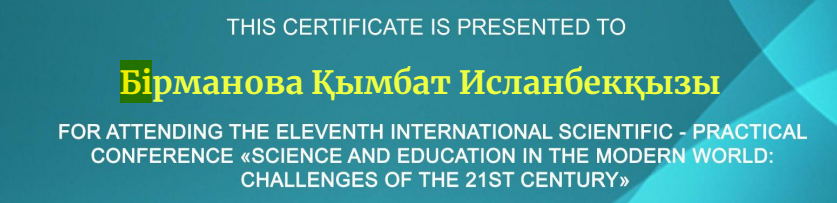 THIS CERTIFICATE IS PRESENTED TO
Бірманова Қымбат Исланбекқызы
FOR ATTENDING THE ELEVENTH INTERNATIONAL SCIENTIFIC - PRACTICAL
CONFERENCE «SCIENCE AND EDUCATION IN THE MODERN WORLD:
CHALLENGES OF THE 21ST CENTURY»